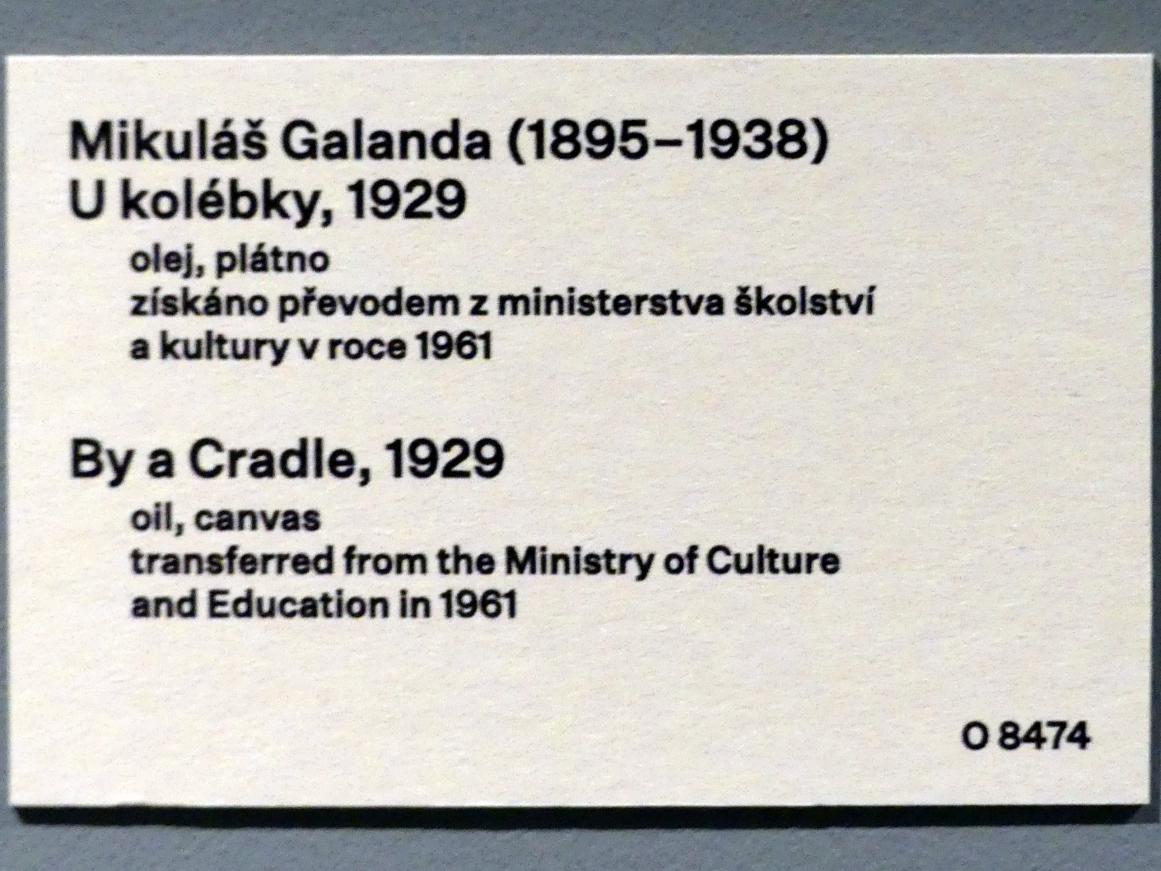 Mikuláš Galanda (1895–1938)
U kolébky, 1929
olej, plátno
získáno převodem z ministerstva školství
a kultury v roce 1961
By a Cradle, 1929
oil, canvas
transferred from the Ministry of Culture
and Education in 1961
O 8474